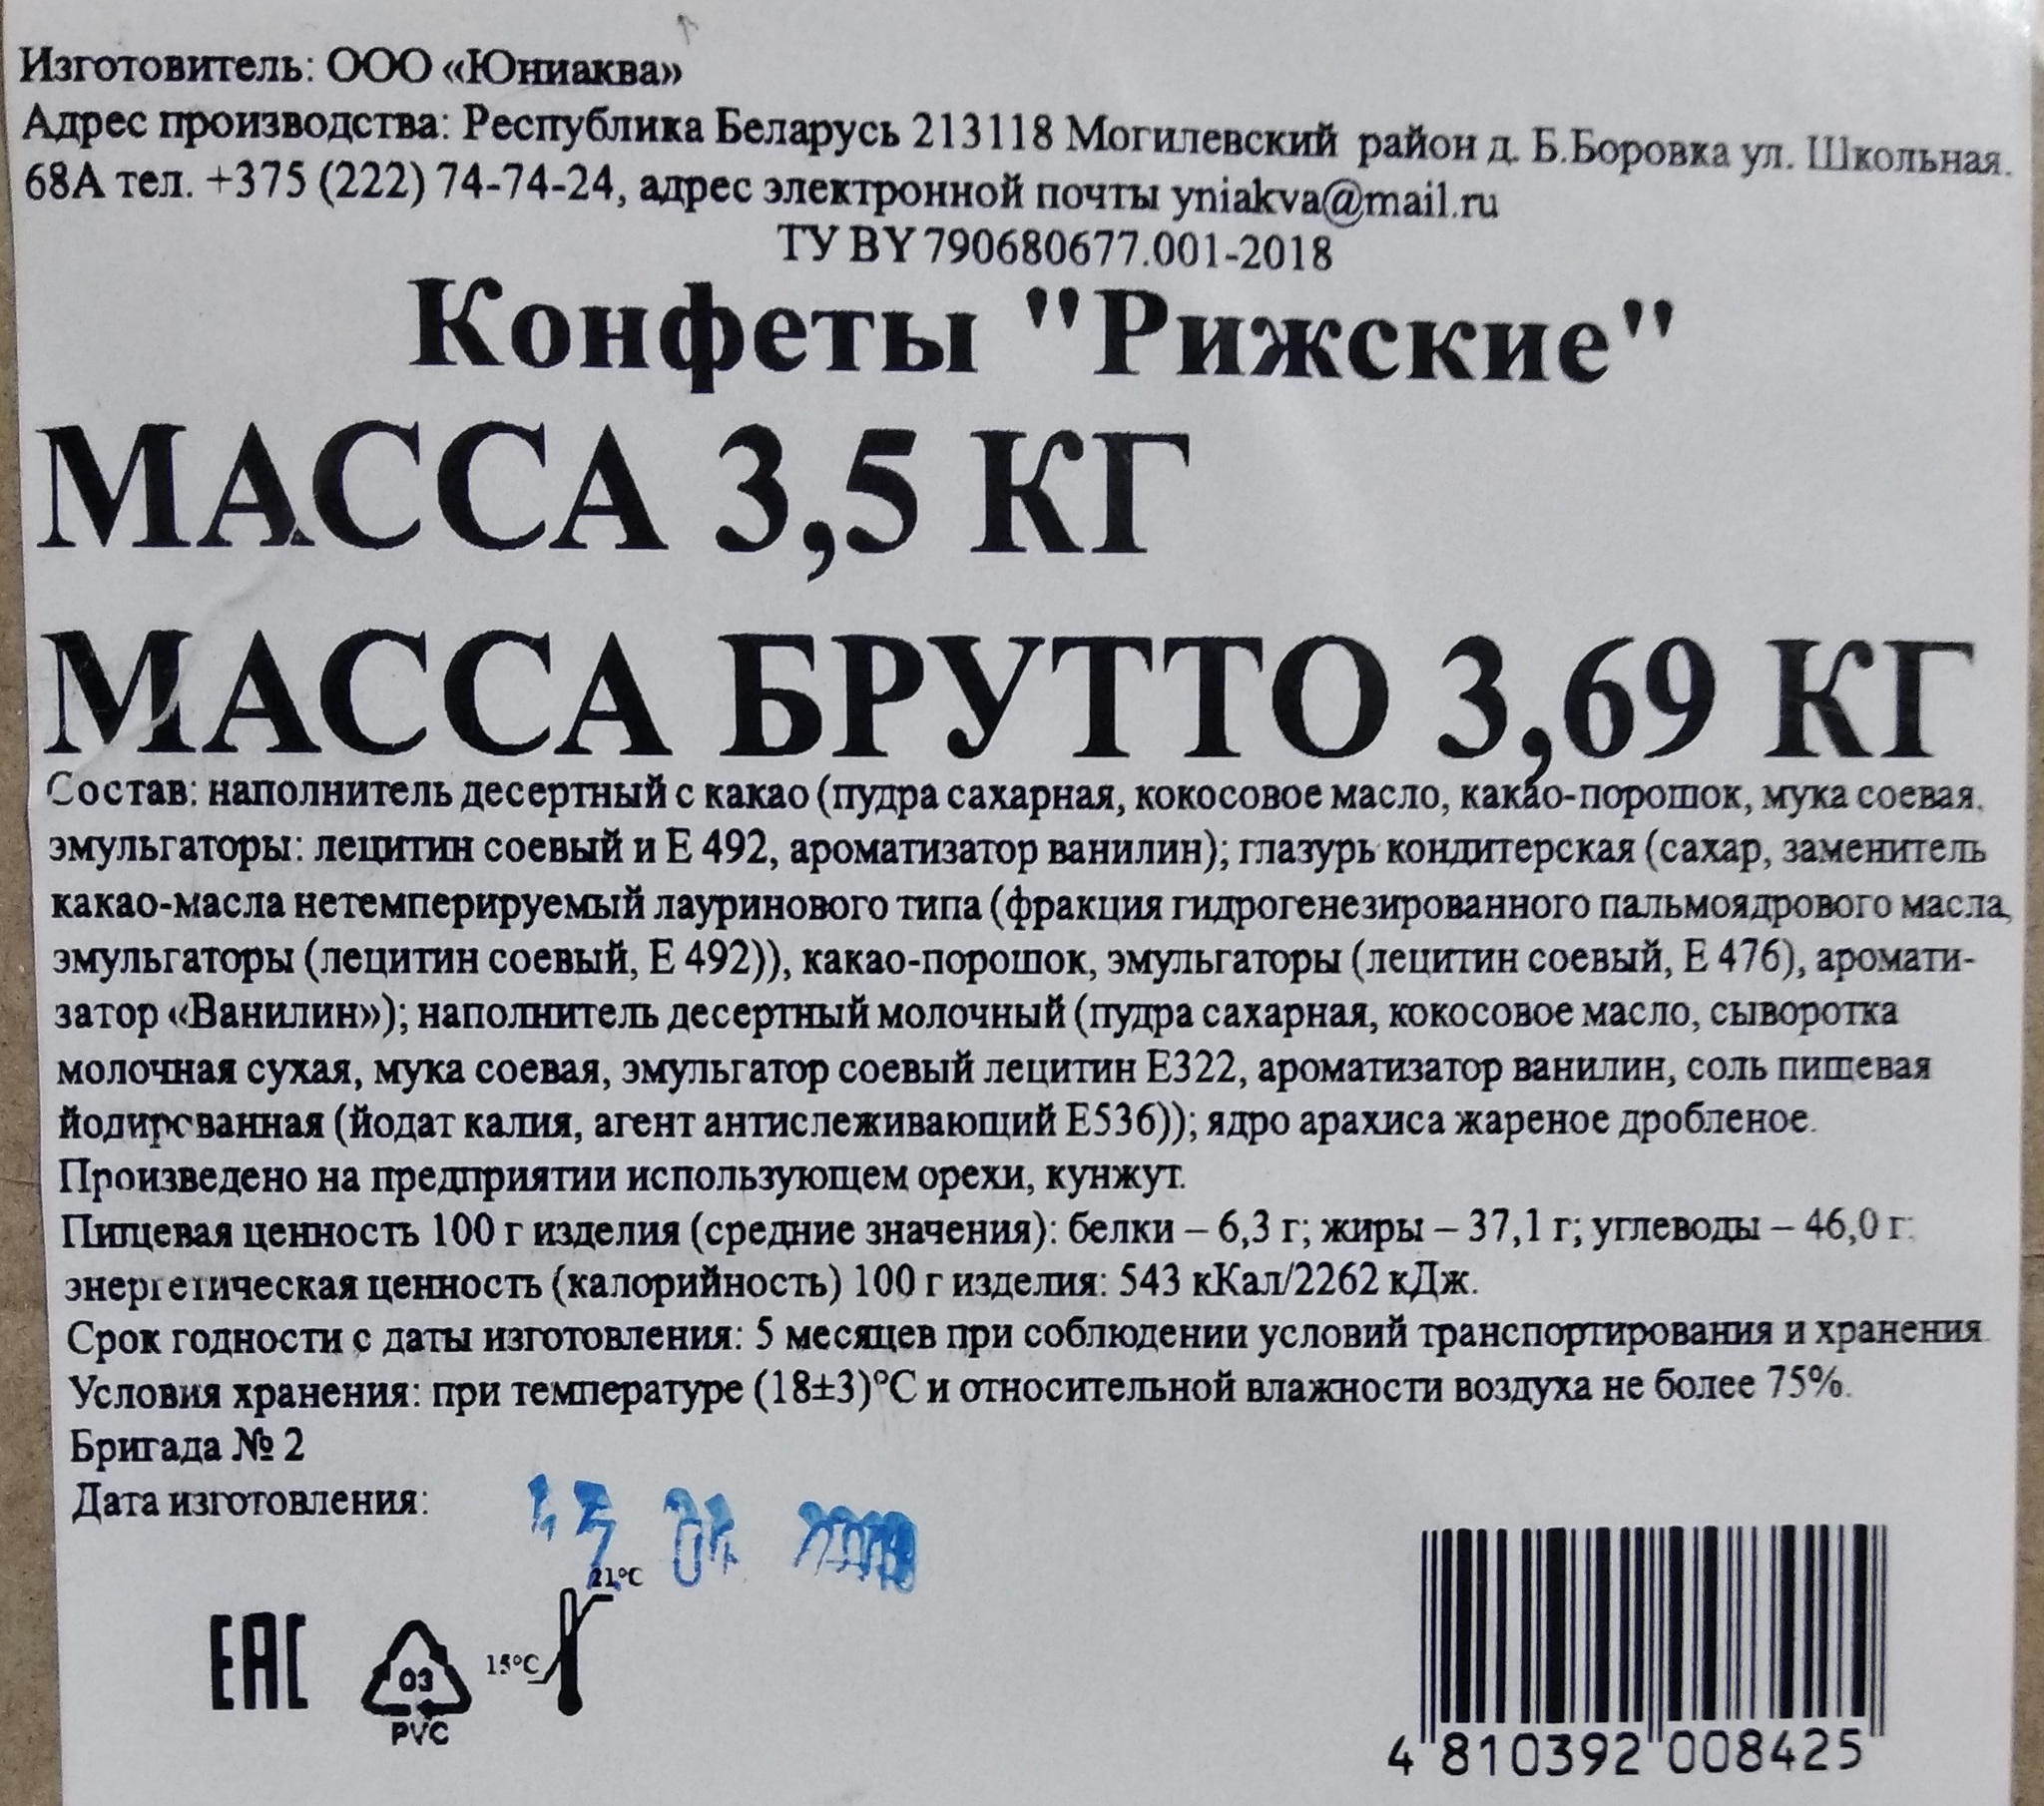 Изготовитель: ООО «Юниаква»
Адрес производства: Республика Беларусь 213118 Могилевский район д. Б.Боровка ул. Школьная.
68А тел. +375 (222) 74-74-24, адрес электронной почты yniakva@mail.ru
ТУ BY 790680677.001-2018
Конфеты "Рижские"
МАССА 3,5 КГ
МАССА БРУТТО 3,69 КГ
Состав: наполнитель десертный с какао (пудра сахарная, кокосовое масло, какао-порошок, мука соевая,
эмульгаторы: лецитин соевый и Е 492, ароматизатор ванилин); глазурь кондитерская (сахар, заменитель
какао-масла нетемперируемый лауринового типа (фракция гидрогенезированного пальмоядрового масла,
эмульгаторы (лецитин соевый, Е 492)), какао-порошок, эмульгаторы (лецитин соевый, Е 476), аромати-
затор «Ванилин»); наполнитель десертный молочный (пудра сахарная, кокосовое масло, сыворотка
молочная сухая, мука соевая, эмульгатор соевый лецитин Е322, ароматизатор ванилин, соль пищевая
йодированная (йодат калия, агент антислеживающий Е536)); ядро арахиса жареное дробленое.
Произведено на предприятии использующем орехи, кунжут.
Пищевая ценность 100 г изделия (средние значения): белки – 6,3 г; жиры – 37,1 г; углеводы – 46,0 г;
энергетическая ценность (калорийность) 100 г изделия: 543 кКал/2262 кДж.
Срок годности с даты изготовления: 5 месяцев при соблюдении условий транспортирования и хранения
Условия хранения: при температуре (18±3)°С и относительной влажности воздуха не более 75%.
Бригада № 2
Дата изготовления:
21°C
15°C
EAC
03
PVC
4 810392 008425